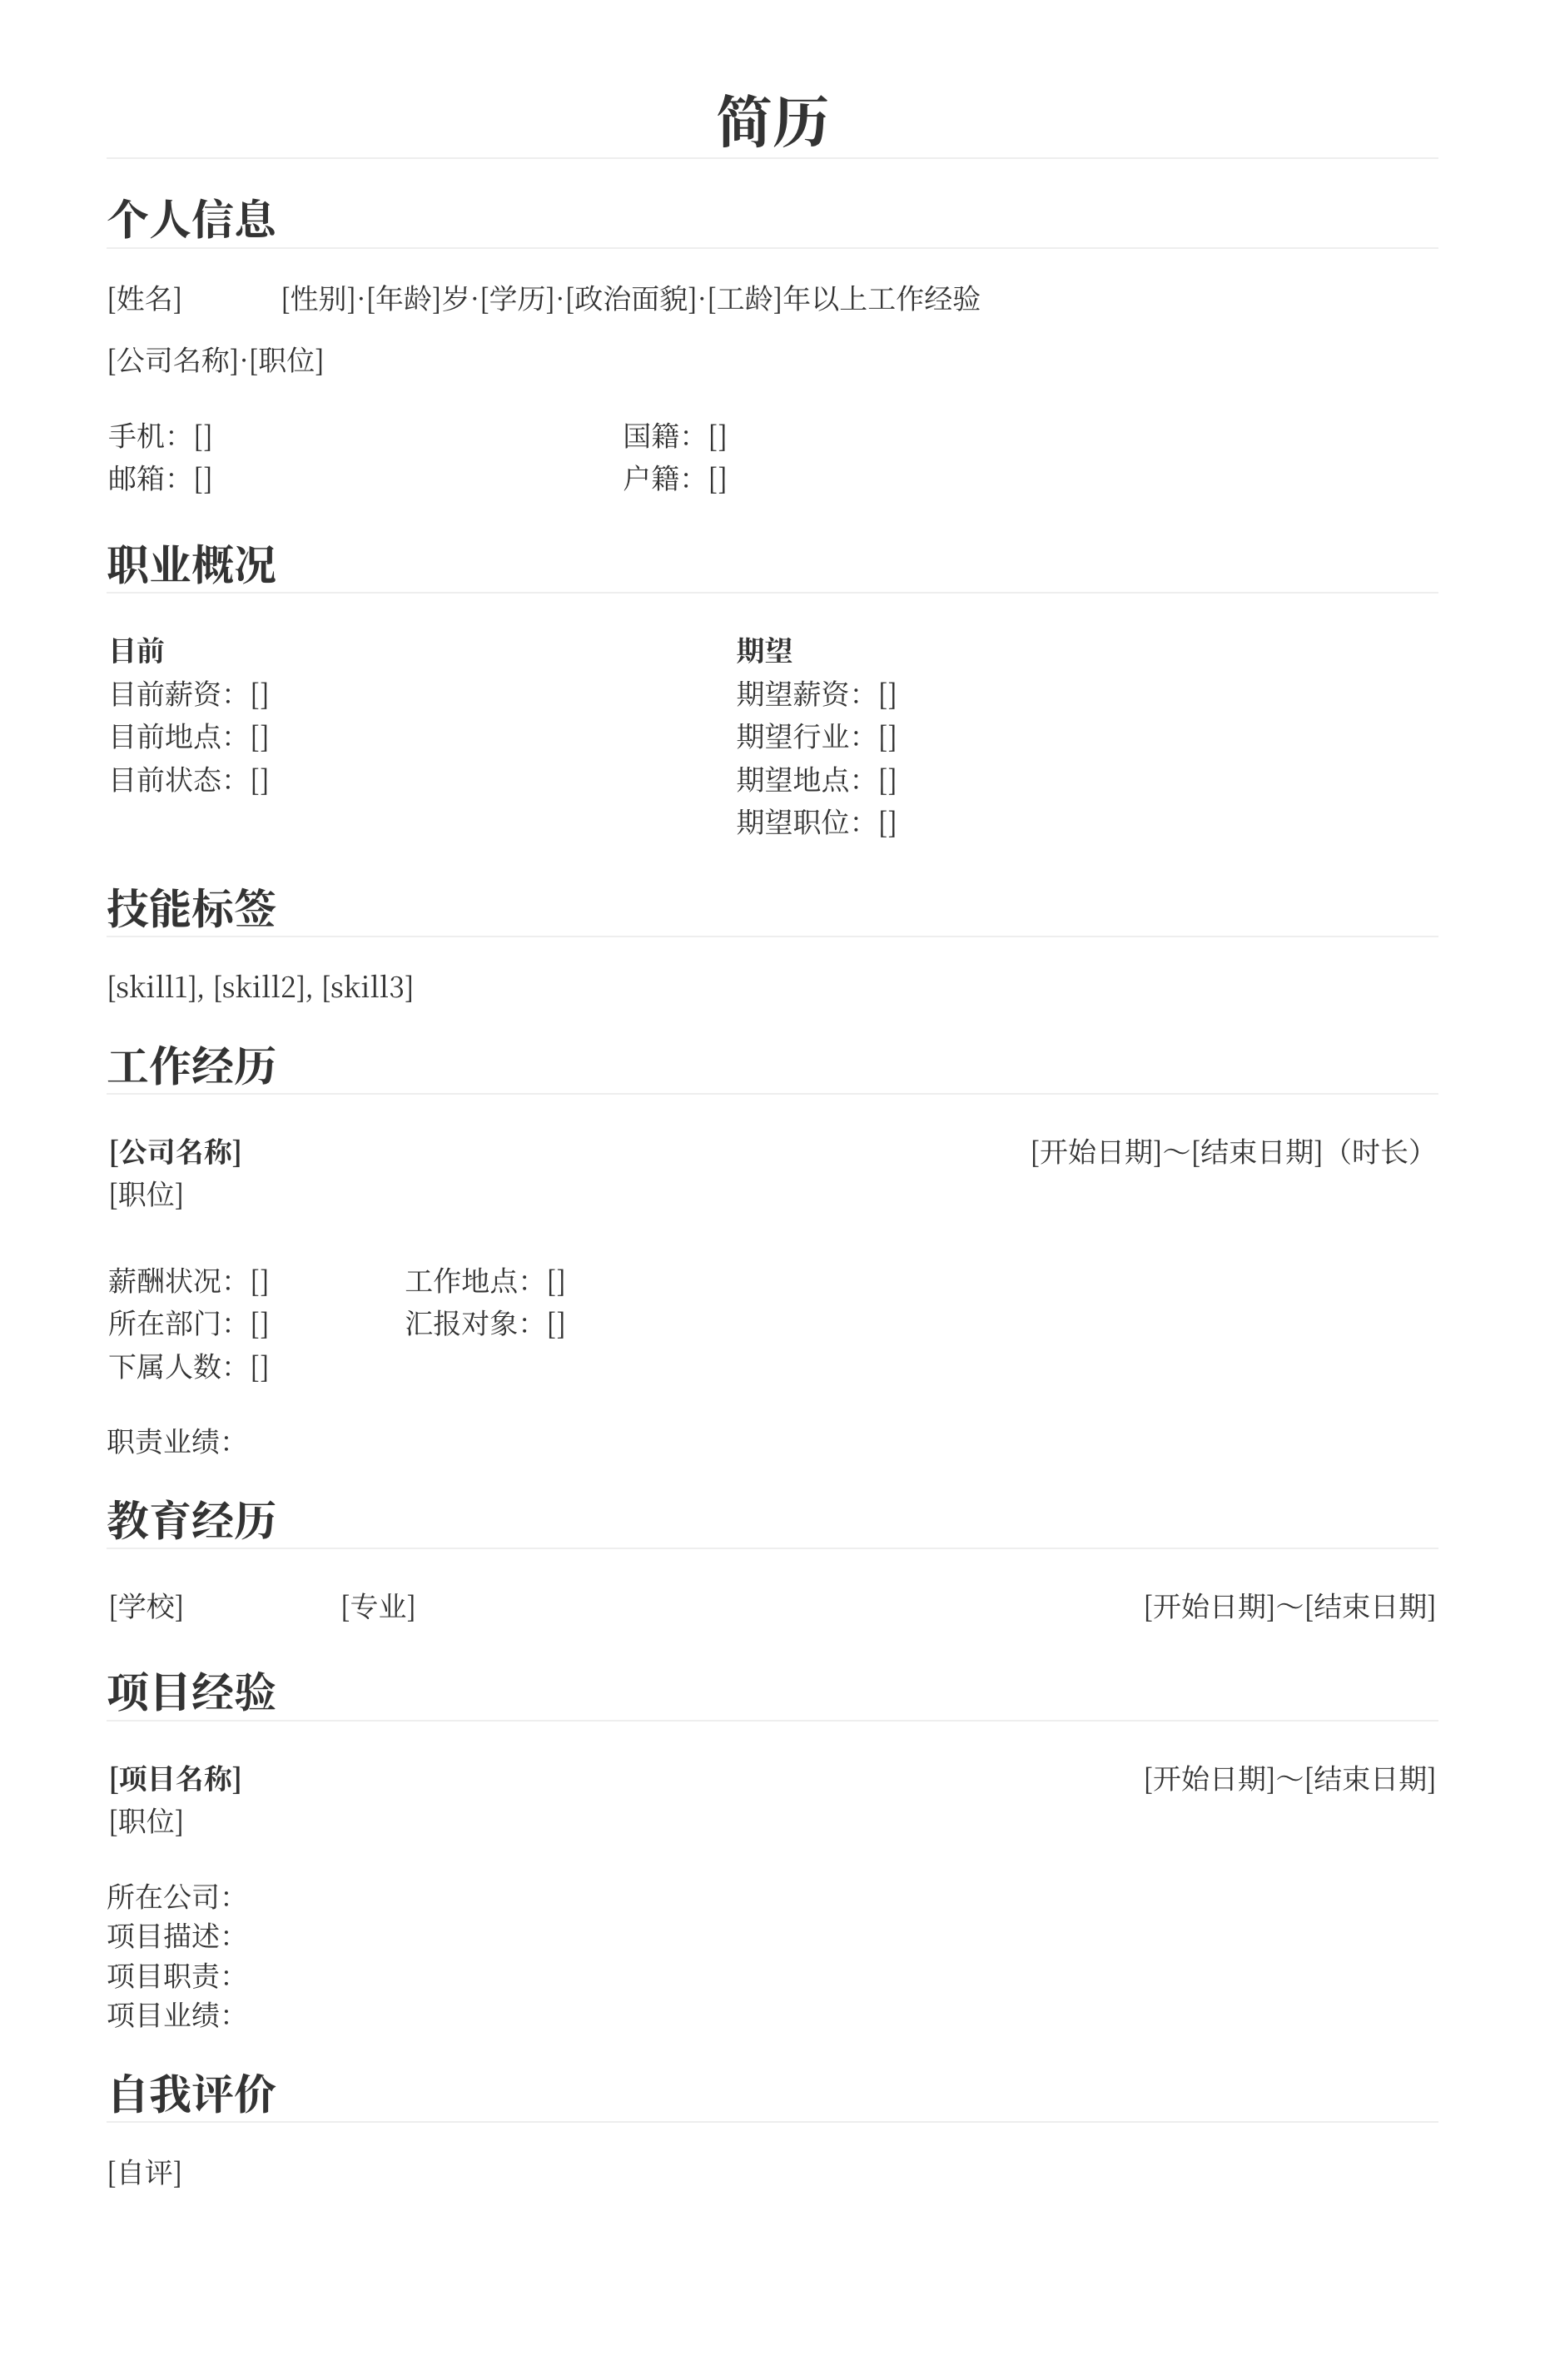 简历
个人信息
[姓名] [性别]·[年龄]岁·[学历]·[政治面貌]·[工龄]年以上工作经验
[公司名称]·[职位]
手机：[] 国籍：[]
邮箱：[] 户籍：[]
职业概况
目前 期望
目前薪资：[] 期望薪资：[]
目前地点：[] 期望行业：[]
目前状态：[] 期望地点：[]
期望职位：[]
技能标签
[skill1], [skill2], [skill3]
工作经历
[公司名称] [开始日期]～[结束日期]（时长）
[职位]
薪酬状况：[] 工作地点：[]
所在部门：[] 汇报对象：[]
下属人数：[]
职责业绩：
教育经历
[学校] [专业] [开始日期]～[结束日期]
项目经验
[项目名称] [开始日期]～[结束日期]
[职位]
所在公司：
项目描述：
项目职责：
项目业绩：
自我评价
[自评]